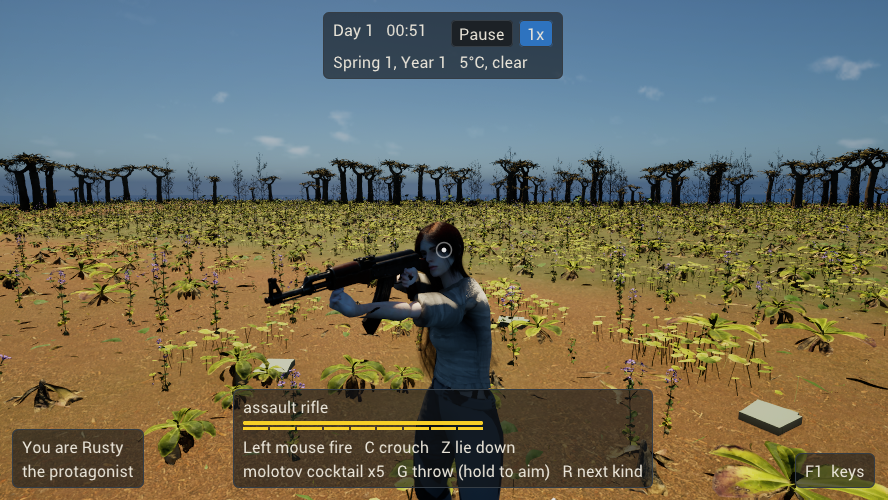 Day 1 00:51 Pause 1x
Spring 1, Year 1 5°C, clear
assault rifle
Left mouse fire C crouch Z lie down
molotov cocktail x5 G throw (hold to aim) R next kind
You are Rusty
the protagonist
F1 keys